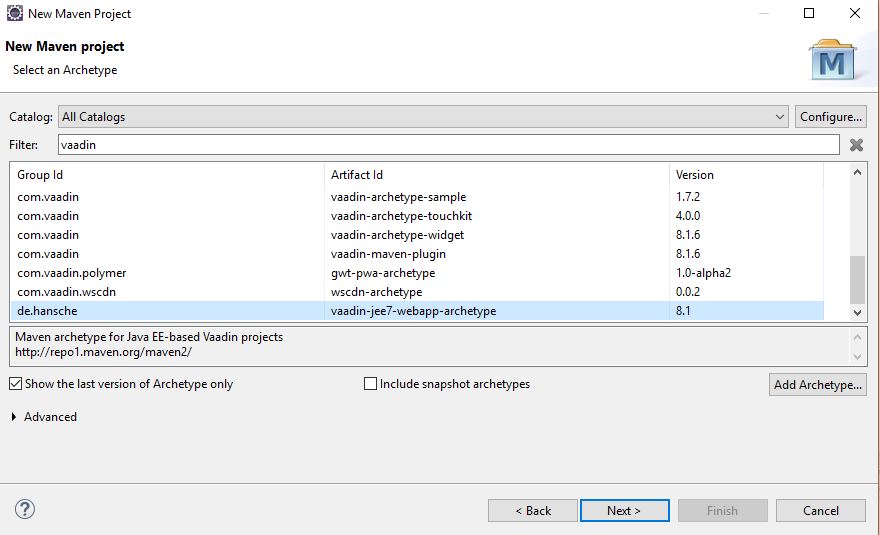 New Maven Project
New Maven project
Select an Archetype
M
Catalog: All Catalogs Configure...
Filter: vaadin
Group Id Artifact Id Version
com.vaadin vaadin-archetype-sample 1.7.2
com.vaadin vaadin-archetype-touchkit 4.0.0
com.vaadin vaadin-archetype-widget 8.1.6
com.vaadin vaadin-maven-plugin 8.1.6
com.vaadin.polymer gwt-pwa-archetype 1.0-alpha2
com.vaadin.wscdn wscdn-archetype 0.0.2
de.hansche vaadin-jee7-webapp-archetype 8.1
Maven archetype for Java EE-based Vaadin projects
http://repo1.maven.org/maven2/
Show the last version of Archetype only Include snapshot archetypes Add Archetype...
Advanced
? < Back Next > Finish Cancel